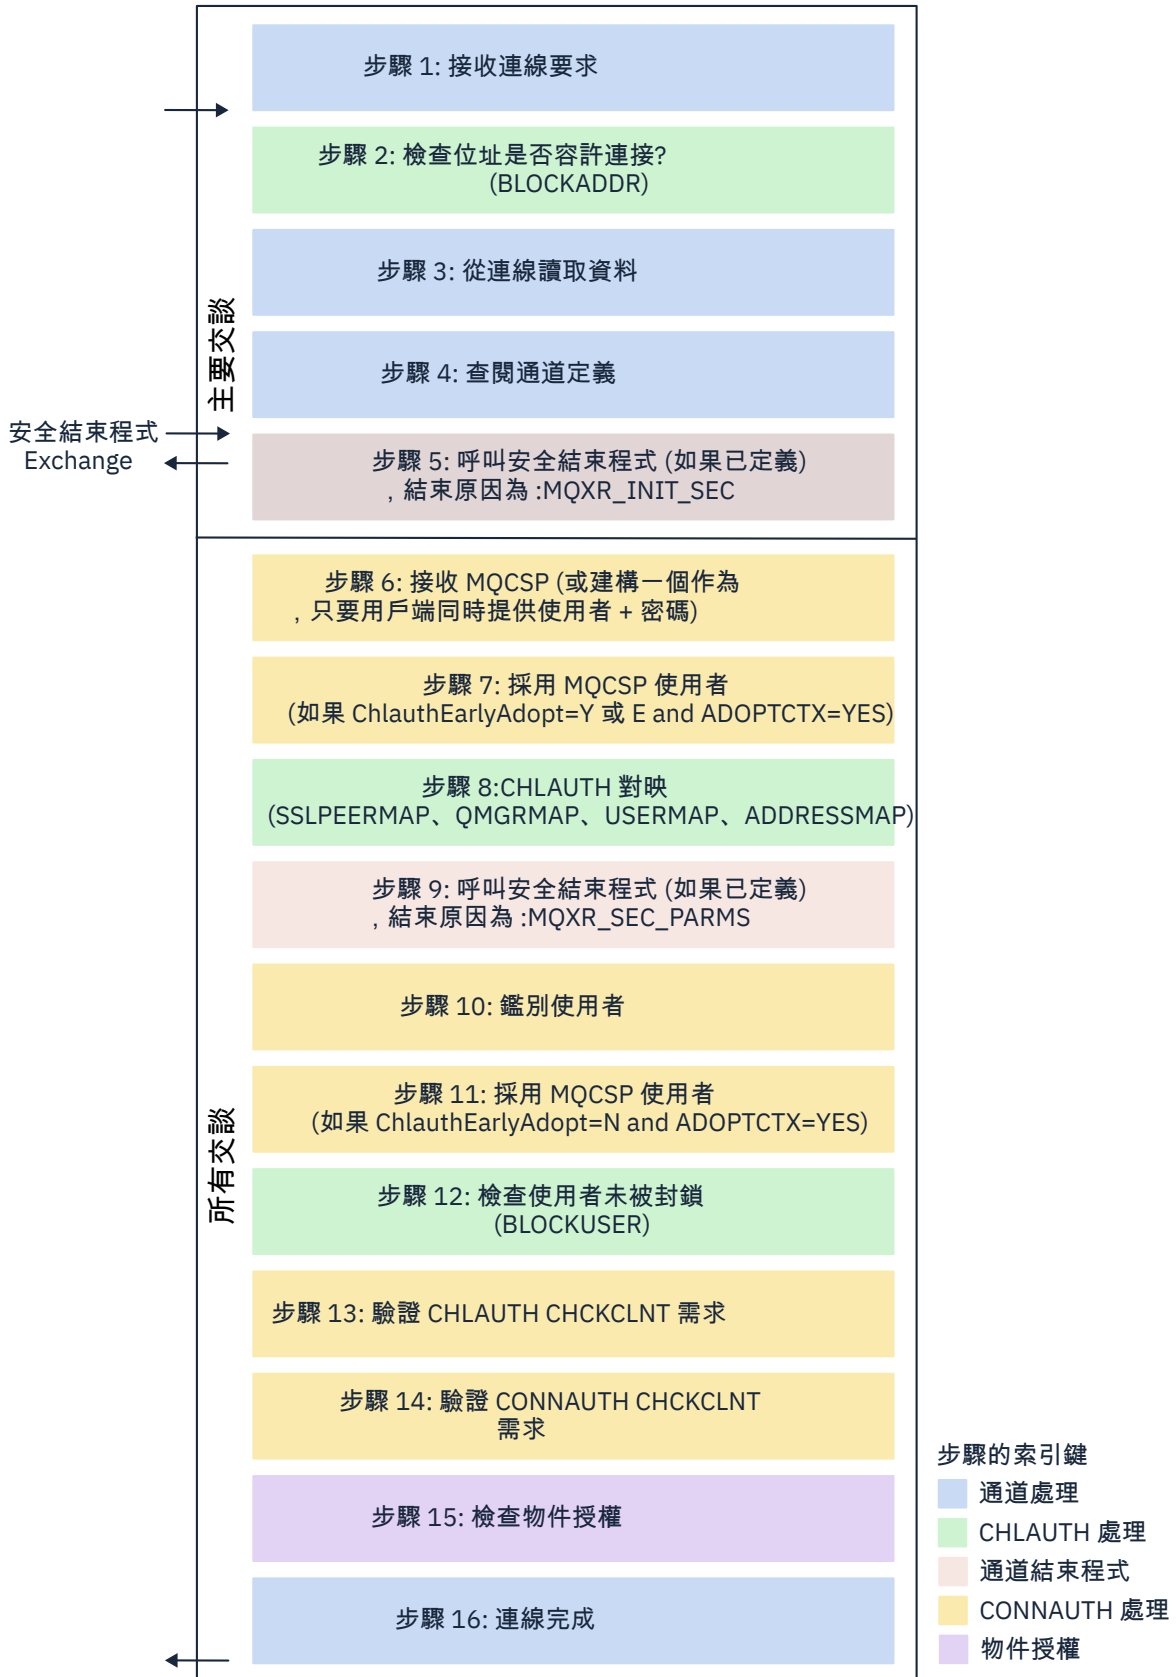 步驟 1: 接收連線要求
步驟 2: 檢查位址是否容許連接?
(BLOCKADDR)
步驟 3: 從連線讀取資料
主要交談
步驟 4: 查閱通道定義
安全結束程式
Exchange
步驟 5: 呼叫安全結束程式 (如果已定義)
, 結束原因為 :MQXR_INIT_SEC
步驟 6: 接收 MQCSP (或建構一個作為
, 只要用戶端同時提供使用者 + 密碼)
步驟 7: 採用 MQCSP 使用者
(如果 ChlauthEarlyAdopt=Y 或 E and ADOPTCTX=YES)
步驟 8:CHLAUTH 對映
(SSLPEERMAP、QMGRMAP、USERMAP、ADDRESSMAP)
步驟 9: 呼叫安全結束程式 (如果已定義)
, 結束原因為 :MQXR_SEC_PARMS
步驟 10: 鑑別使用者
步驟 11: 採用 MQCSP 使用者
(如果 ChlauthEarlyAdopt=N and ADOPTCTX=YES)
所有交談
步驟 12: 檢查使用者未被封鎖
(BLOCKUSER)
步驟 13: 驗證 CHLAUTH CHCKCLNT 需求
步驟 14: 驗證 CONNAUTH CHCKCLNT
需求
步驟 15: 檢查物件授權
步驟 16: 連線完成
步驟的索引鍵
通道處理
CHLAUTH 處理
通道結束程式
CONNAUTH 處理
物件授權